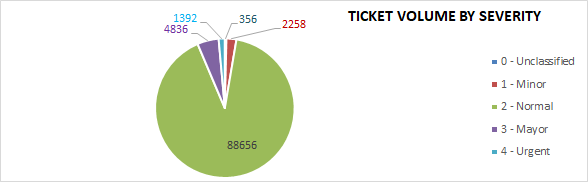 TICKET VOLUME BY SEVERITY
1392
356
2258
4836
88656
0 - Unclassified
1 - Minor
2 - Normal
3 - Mayor
4 - Urgent